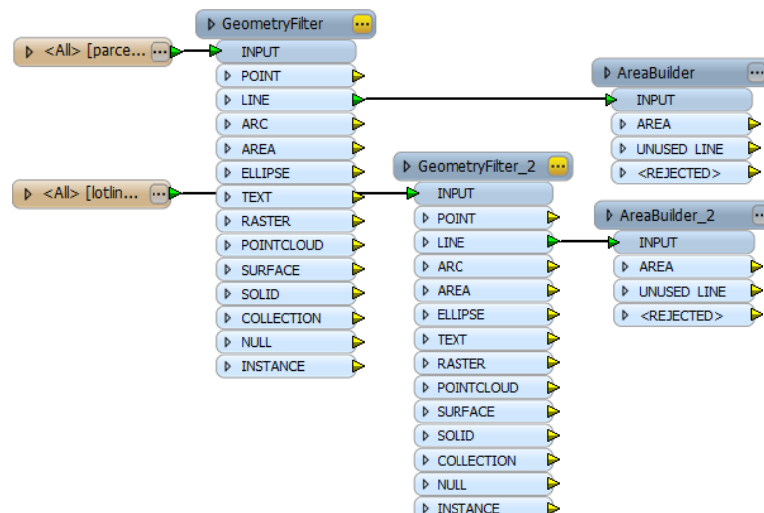 <All> [parce...
GeometryFilter
INPUT
POINT
LINE
ARC
AREA
ELLIPSE
TEXT
RASTER
POINTCLOUD
SURFACE
SOLID
COLLECTION
NULL
INSTANCE
<All> [lotlin...
GeometryFilter_2
INPUT
POINT
LINE
ARC
AREA
ELLIPSE
TEXT
RASTER
POINTCLOUD
SURFACE
SOLID
COLLECTION
NULL
INSTANCE
AreaBuilder
INPUT
AREA
UNUSED LINE
<REJECTED>
AreaBuilder_2
INPUT
AREA
UNUSED LINE
<REJECTED>